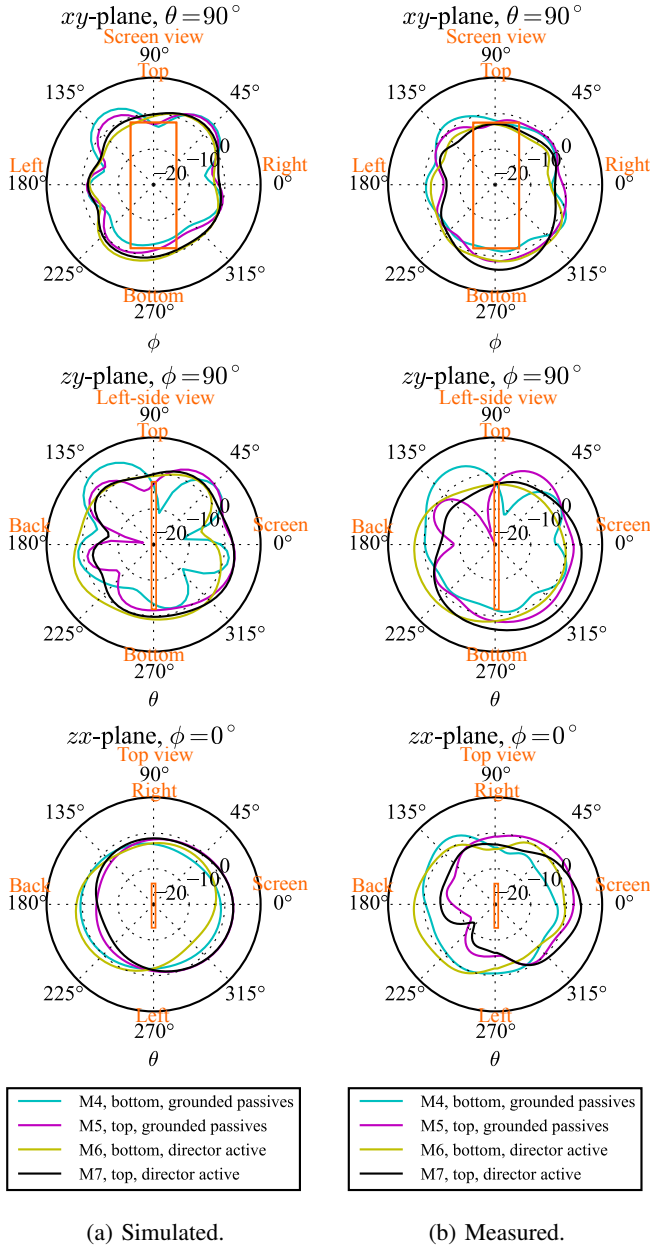 xy-plane, θ=90°
Screen view
90°
Top
135°
45°
0
−10
−20
Left
180°
Right
0°
225°
315°
Bottom
270°
ϕ
xy-plane, θ=90°
Screen view
90°
Top
135°
45°
0
−10
−20
Left
180°
Right
0°
225°
315°
Bottom
270°
ϕ
zy-plane, ϕ=90°
Left-side view
90°
Top
135°
45°
0
−10
−20
Back
180°
Screen
0°
225°
315°
Bottom
270°
θ
zy-plane, ϕ=90°
Left-side view
90°
Top
135°
45°
0
−10
−20
Back
180°
Screen
0°
225°
315°
Bottom
270°
θ
zx-plane, ϕ=0°
Top view
90°
Right
135°
45°
0
−10
−20
Back
180°
Screen
0°
225°
315°
Left
270°
θ
zx-plane, ϕ=0°
Top view
90°
Right
135°
45°
0
−10
−20
Back
180°
Screen
0°
225°
315°
Left
270°
θ
M4, bottom, grounded passives
M5, top, grounded passives
M6, bottom, director active
M7, top, director active
M4, bottom, grounded passives
M5, top, grounded passives
M6, bottom, director active
M7, top, director active
(a) Simulated.
(b) Measured.